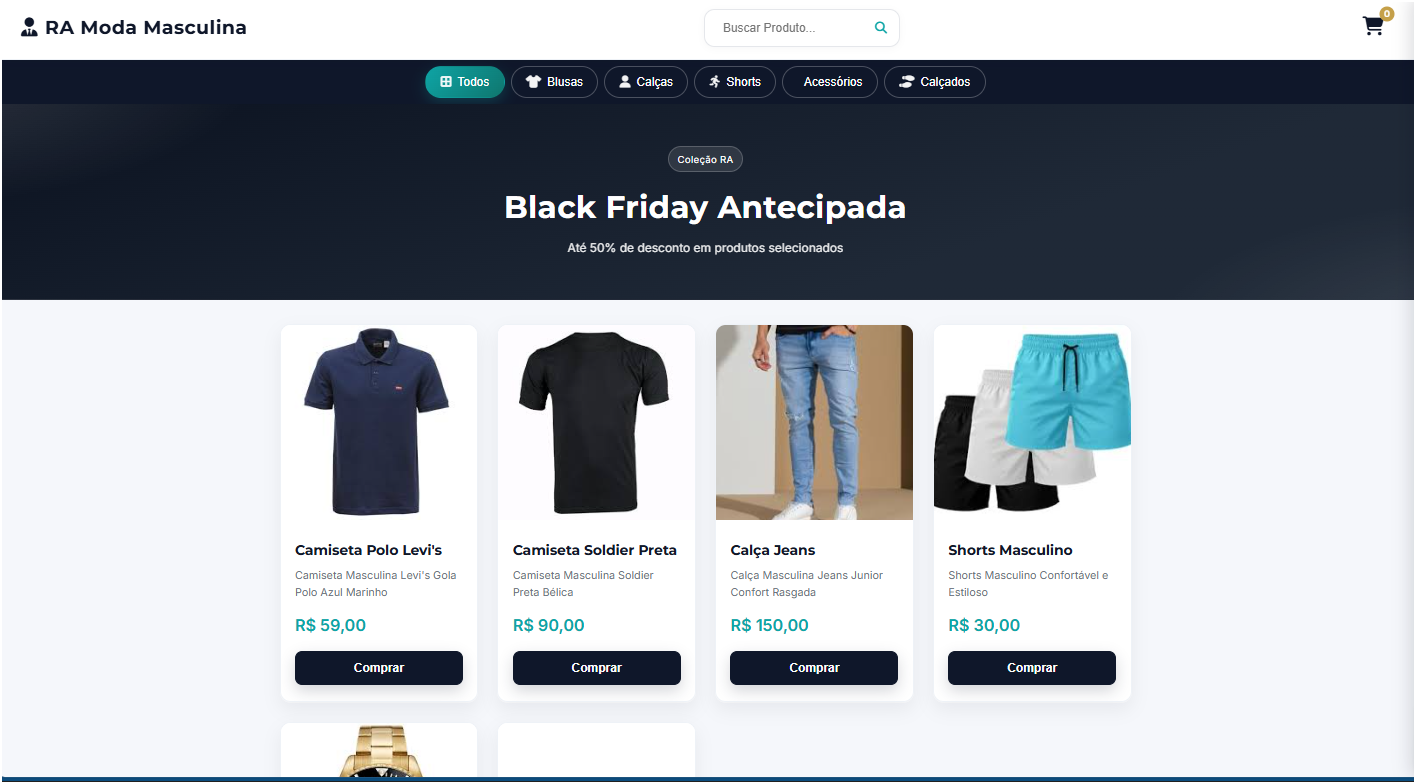 RA Moda Masculina
Buscar Produto...
0
Todos
Blusas
Calças
Shorts
Acessórios
Calçados
Coleção RA
Black Friday Antecipada
Até 50% de desconto em produtos selecionados
Camiseta Polo Levi's
Camiseta Masculina Levi's Gola
Polo Azul Marinho
R$ 59,00
Comprar
Camiseta Soldier Preta
Camiseta Masculina Soldier
Preta Bélica
R$ 90,00
Comprar
Calça Jeans
Calça Masculina Jeans Junior
Confort Rasgada
R$ 150,00
Comprar
Shorts Masculino
Shorts Masculino Confortável e
Estiloso
R$ 30,00
Comprar